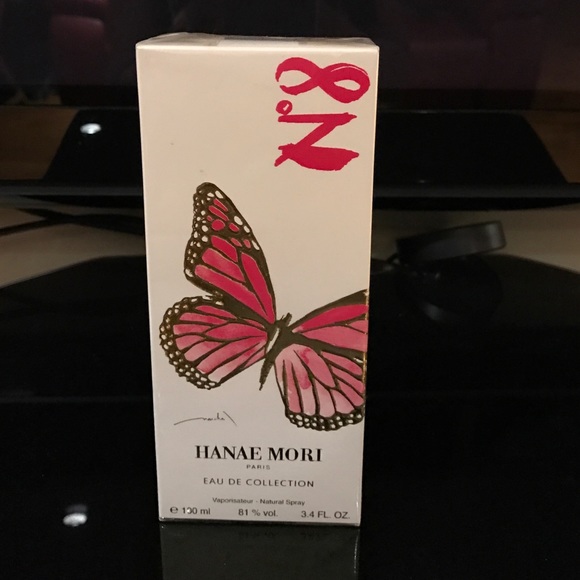 N°8
HANAE MORI
PARIS
EAU DE COLLECTION
Vaporisateur - Natural Spray
e 100 ml 81 % vol. 3.4 FL. OZ.